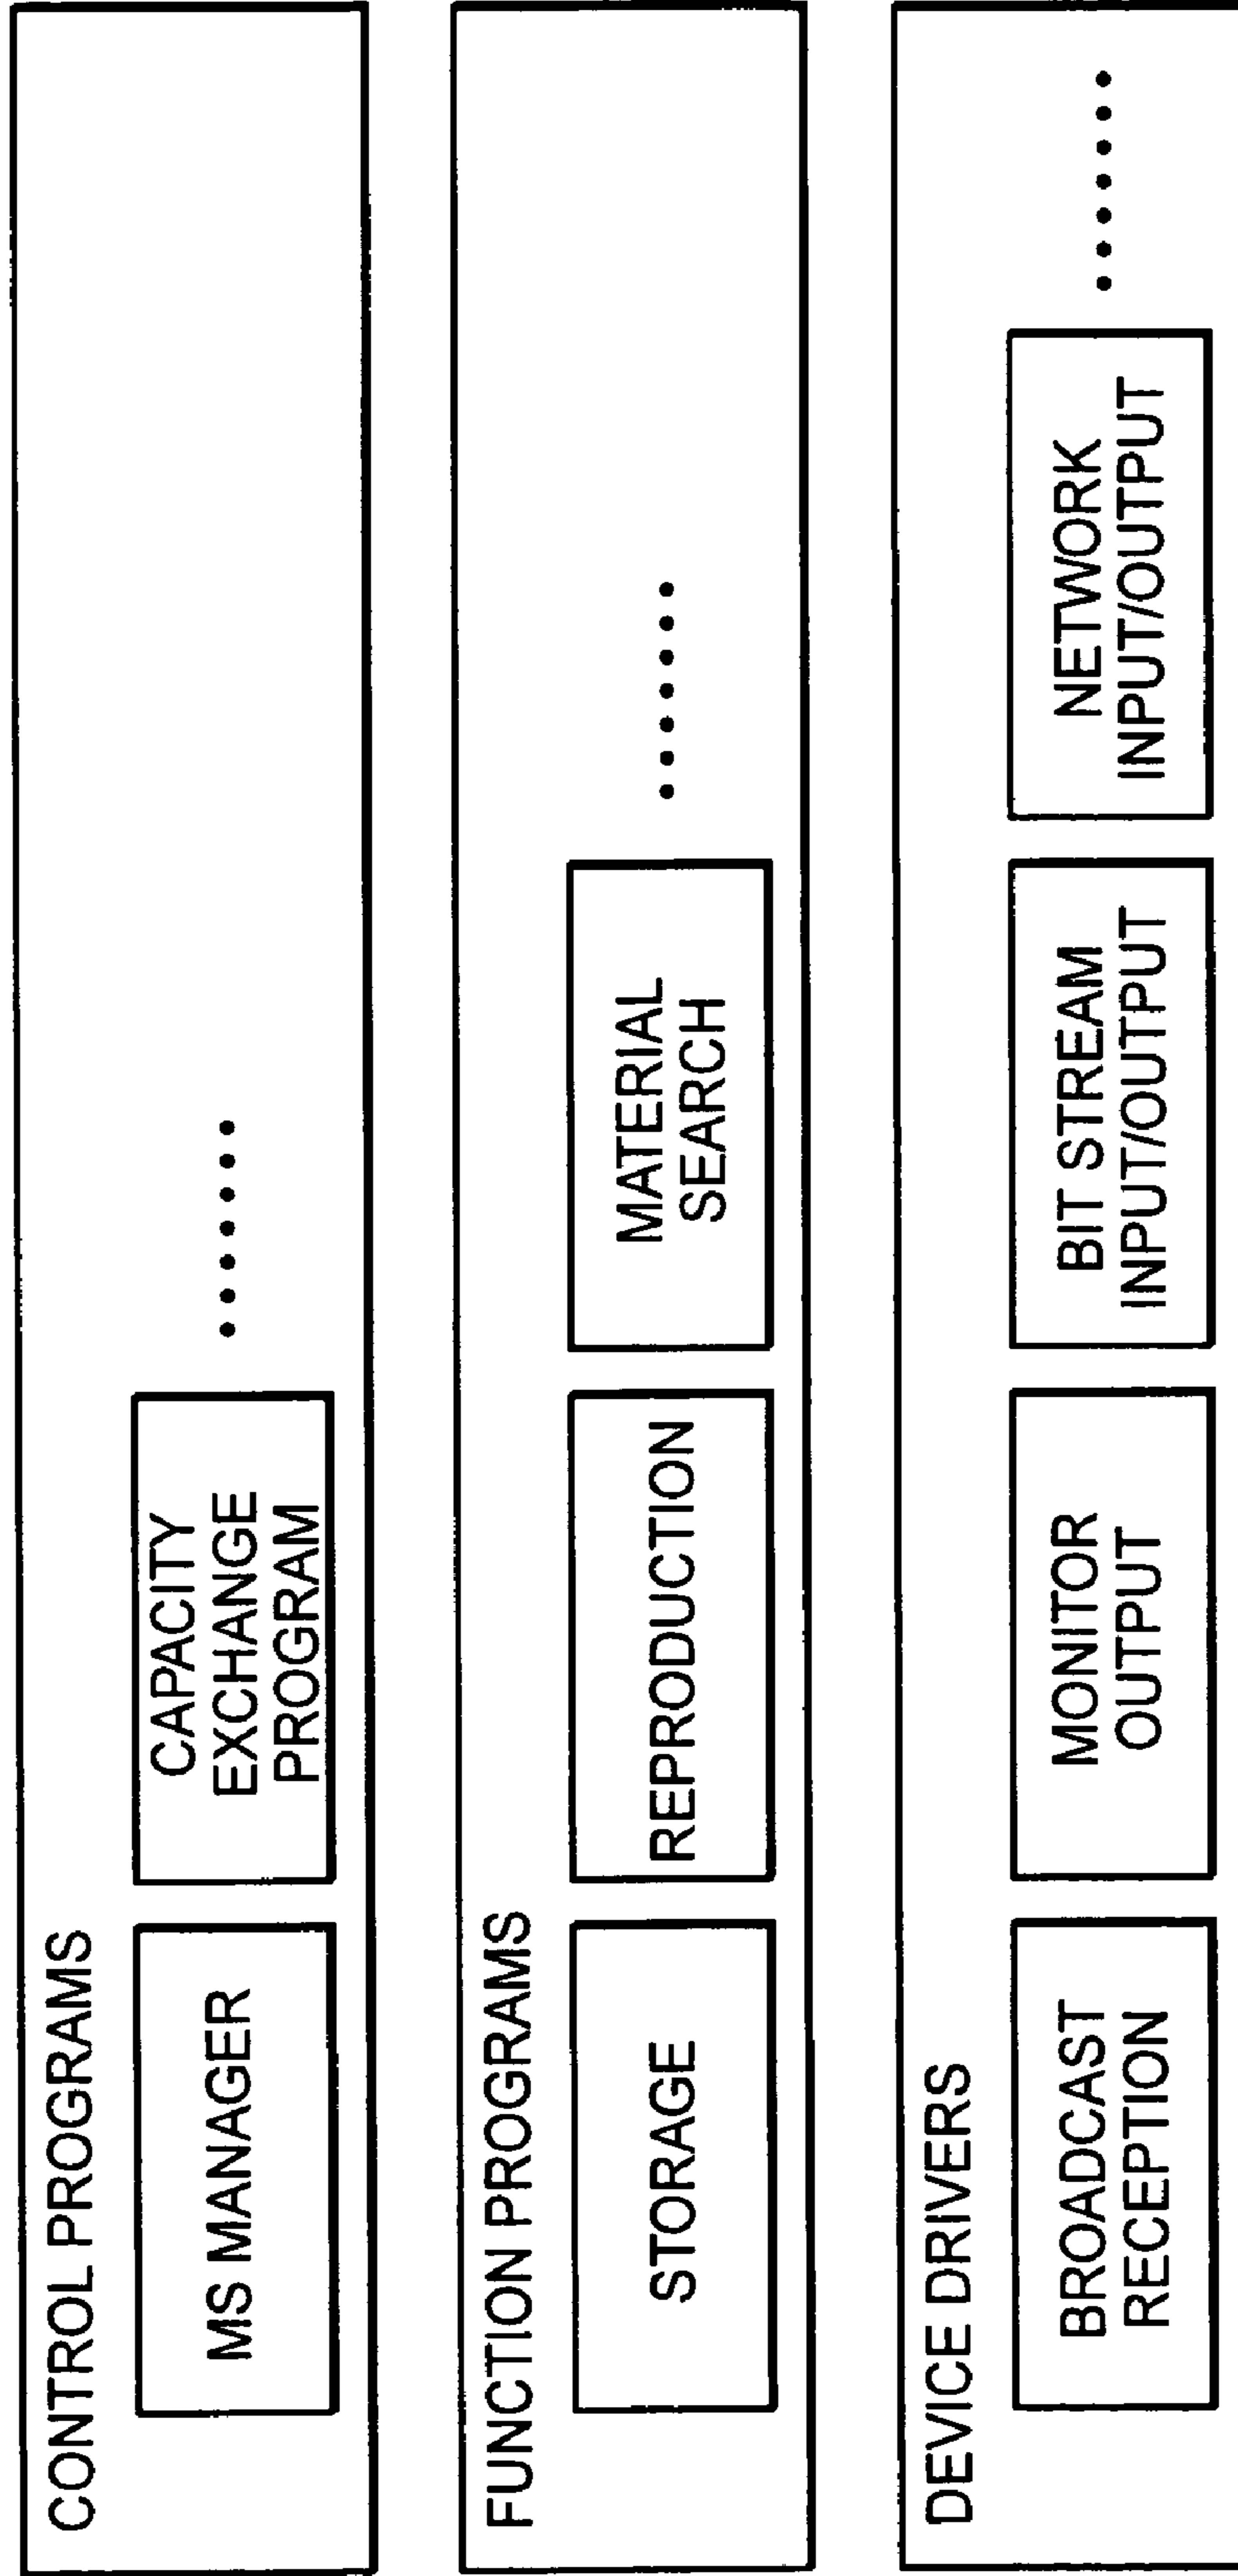 CONTROL PROGRAMS
MS MANAGER
CAPACITY
EXCHANGE
PROGRAM
FUNCTION PROGRAMS
STORAGE
REPRODUCTION
MATERIAL
SEARCH
DEVICE DRIVERS
BROADCAST
RECEPTION
MONITOR
OUTPUT
BIT STREAM
INPUT/OUTPUT
NETWORK
INPUT/OUTPUT